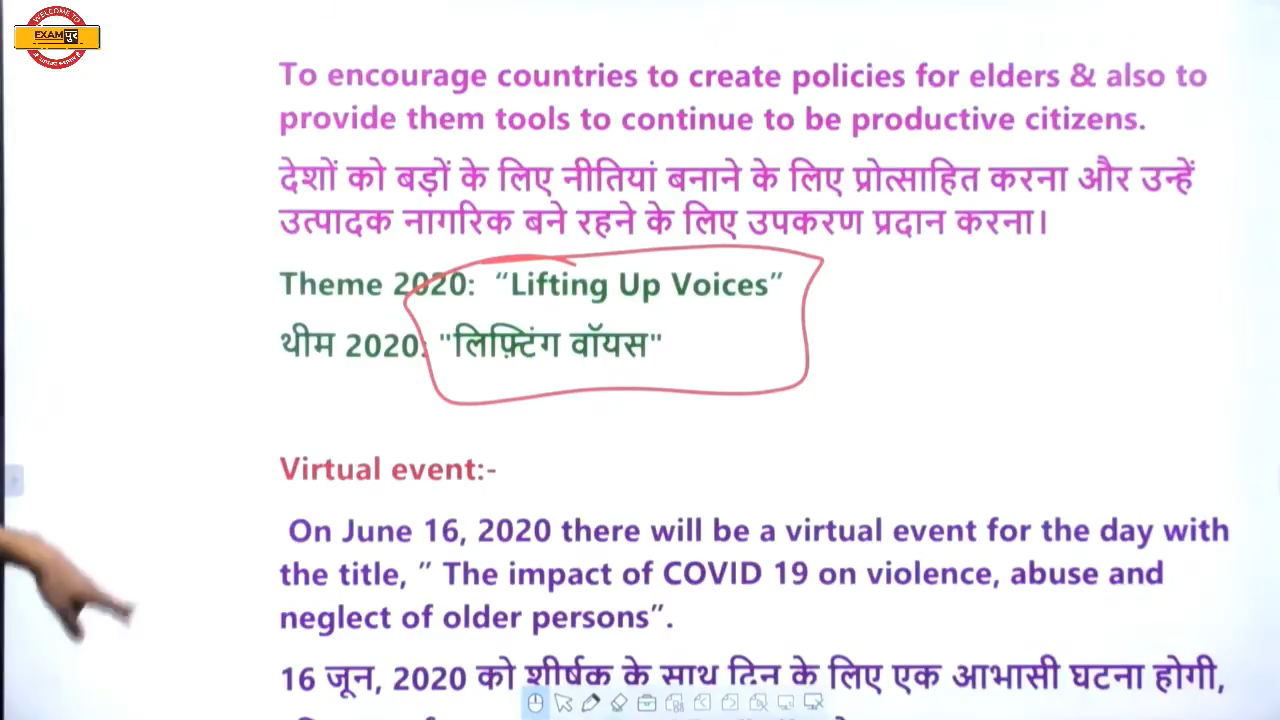 WELCOME TO
EXAM पुर
To encourage countries to create policies for elders & also to
provide them tools to continue to be productive citizens.
देशों को बड़ों के लिए नीतियां बनाने के लिए प्रोत्साहित करना और उन्हें
उत्पादक नागरिक बने रहने के लिए उपकरण प्रदान करना।
Theme 2020: “Lifting Up Voices”
थीम 2020: "लिफ़्टिंग वॉयस"
Virtual event:-
On June 16, 2020 there will be a virtual event for the day with
the title, ” The impact of COVID 19 on violence, abuse and
neglect of older persons”.
16 जून, 2020 को शीर्षक के साथ दिन के लिए एक आभासी घटना होगी,